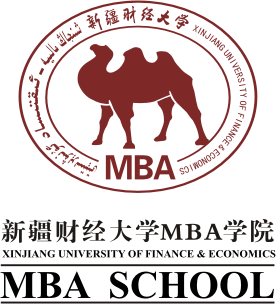 新疆财经大学
XINJIANG UNIVERSITY OF FINANCE & ECONOMICS
MBA
新疆财经大学MBA学院
XINJIANG UNIVERSITY OF FINANCE & ECONOMICS
MBA SCHOOL